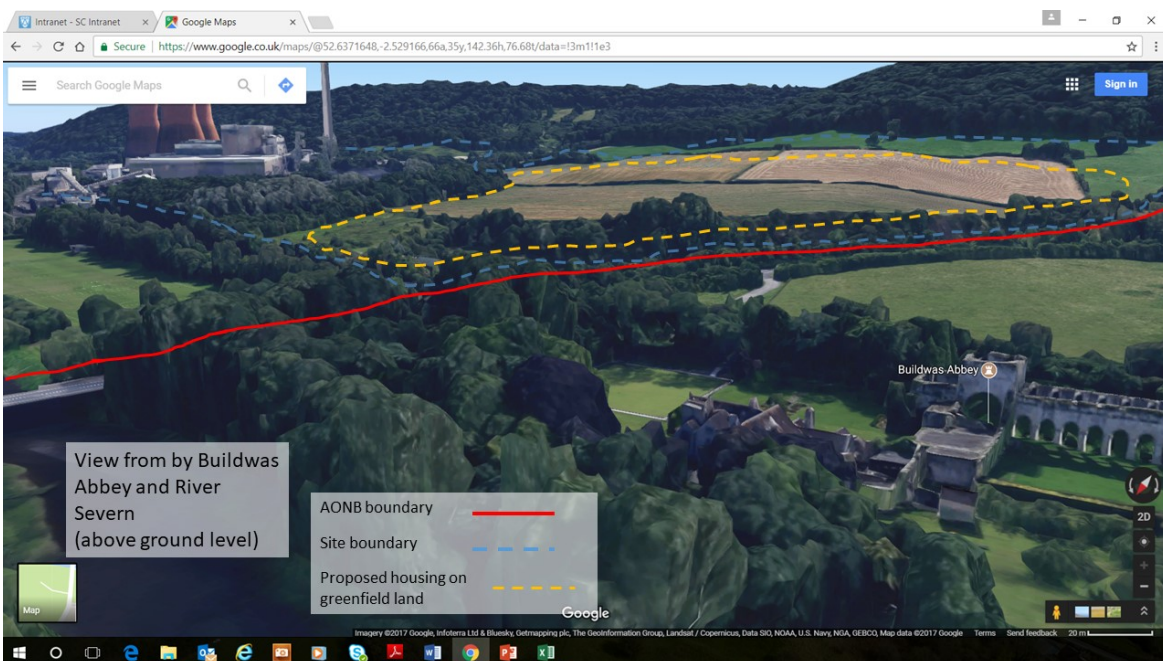 Intranet - SC Intranet
Google Maps
Secure
https://www.google.co.uk/maps/@52.6371648,-2.529166,66a,35y,142.36h,76.68t/data=!3m1!1e3
Search Google Maps
Sign in
Buildwas Abbey
View from by Buildwas
Abbey and River
Severn
(above ground level)
AONB boundary
Site boundary
Proposed housing on
greenfield land
2D
Map
Google
Imagery ©2017 Google, Infoterra Ltd & Bluesky, Getmapping plc, The GeoInformation Group, Landsat / Copernicus, Data SIO, NOAA, U.S. Navy, NGA, GEBCO, Map data ©2017 Google Terms Send feedback 20 m